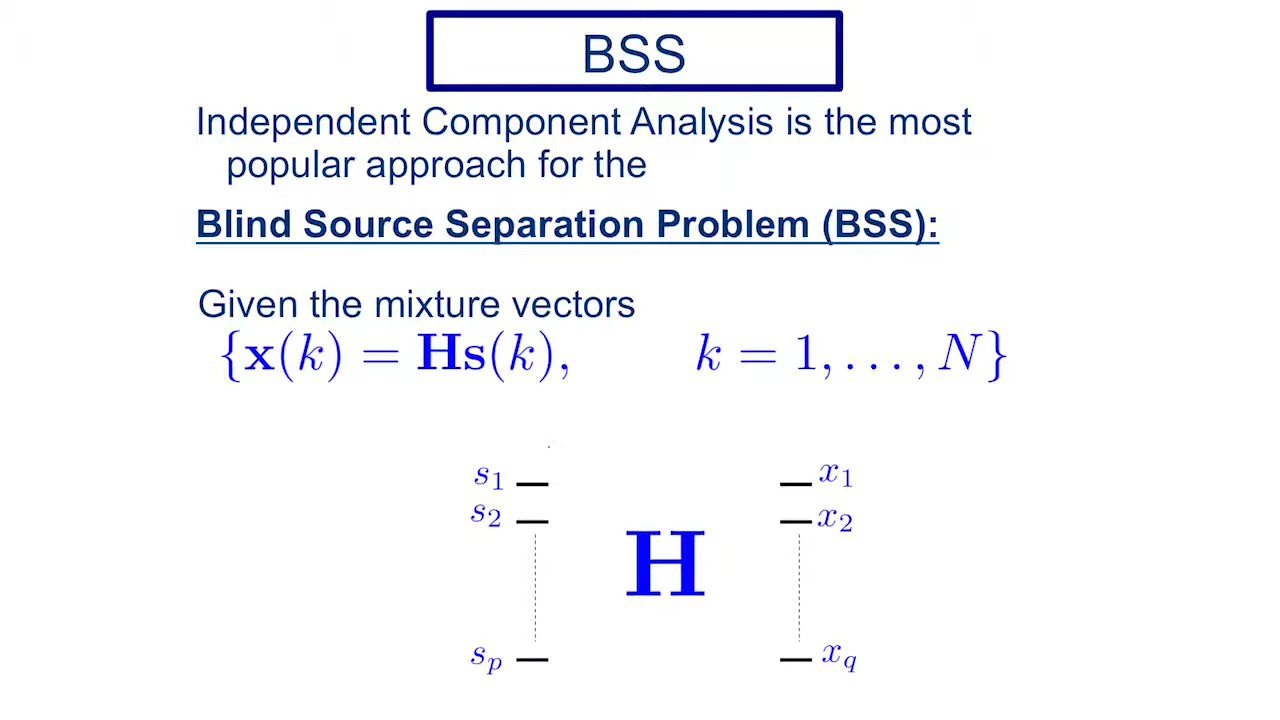 BSS
Independent Component Analysis is the most
popular approach for the
Blind Source Separation Problem (BSS):
Given the mixture vectors
{x(k) = Hs(k), k = 1, . . . , N}
s₁ x₁
s₂ x₂
H
sₚ x_q